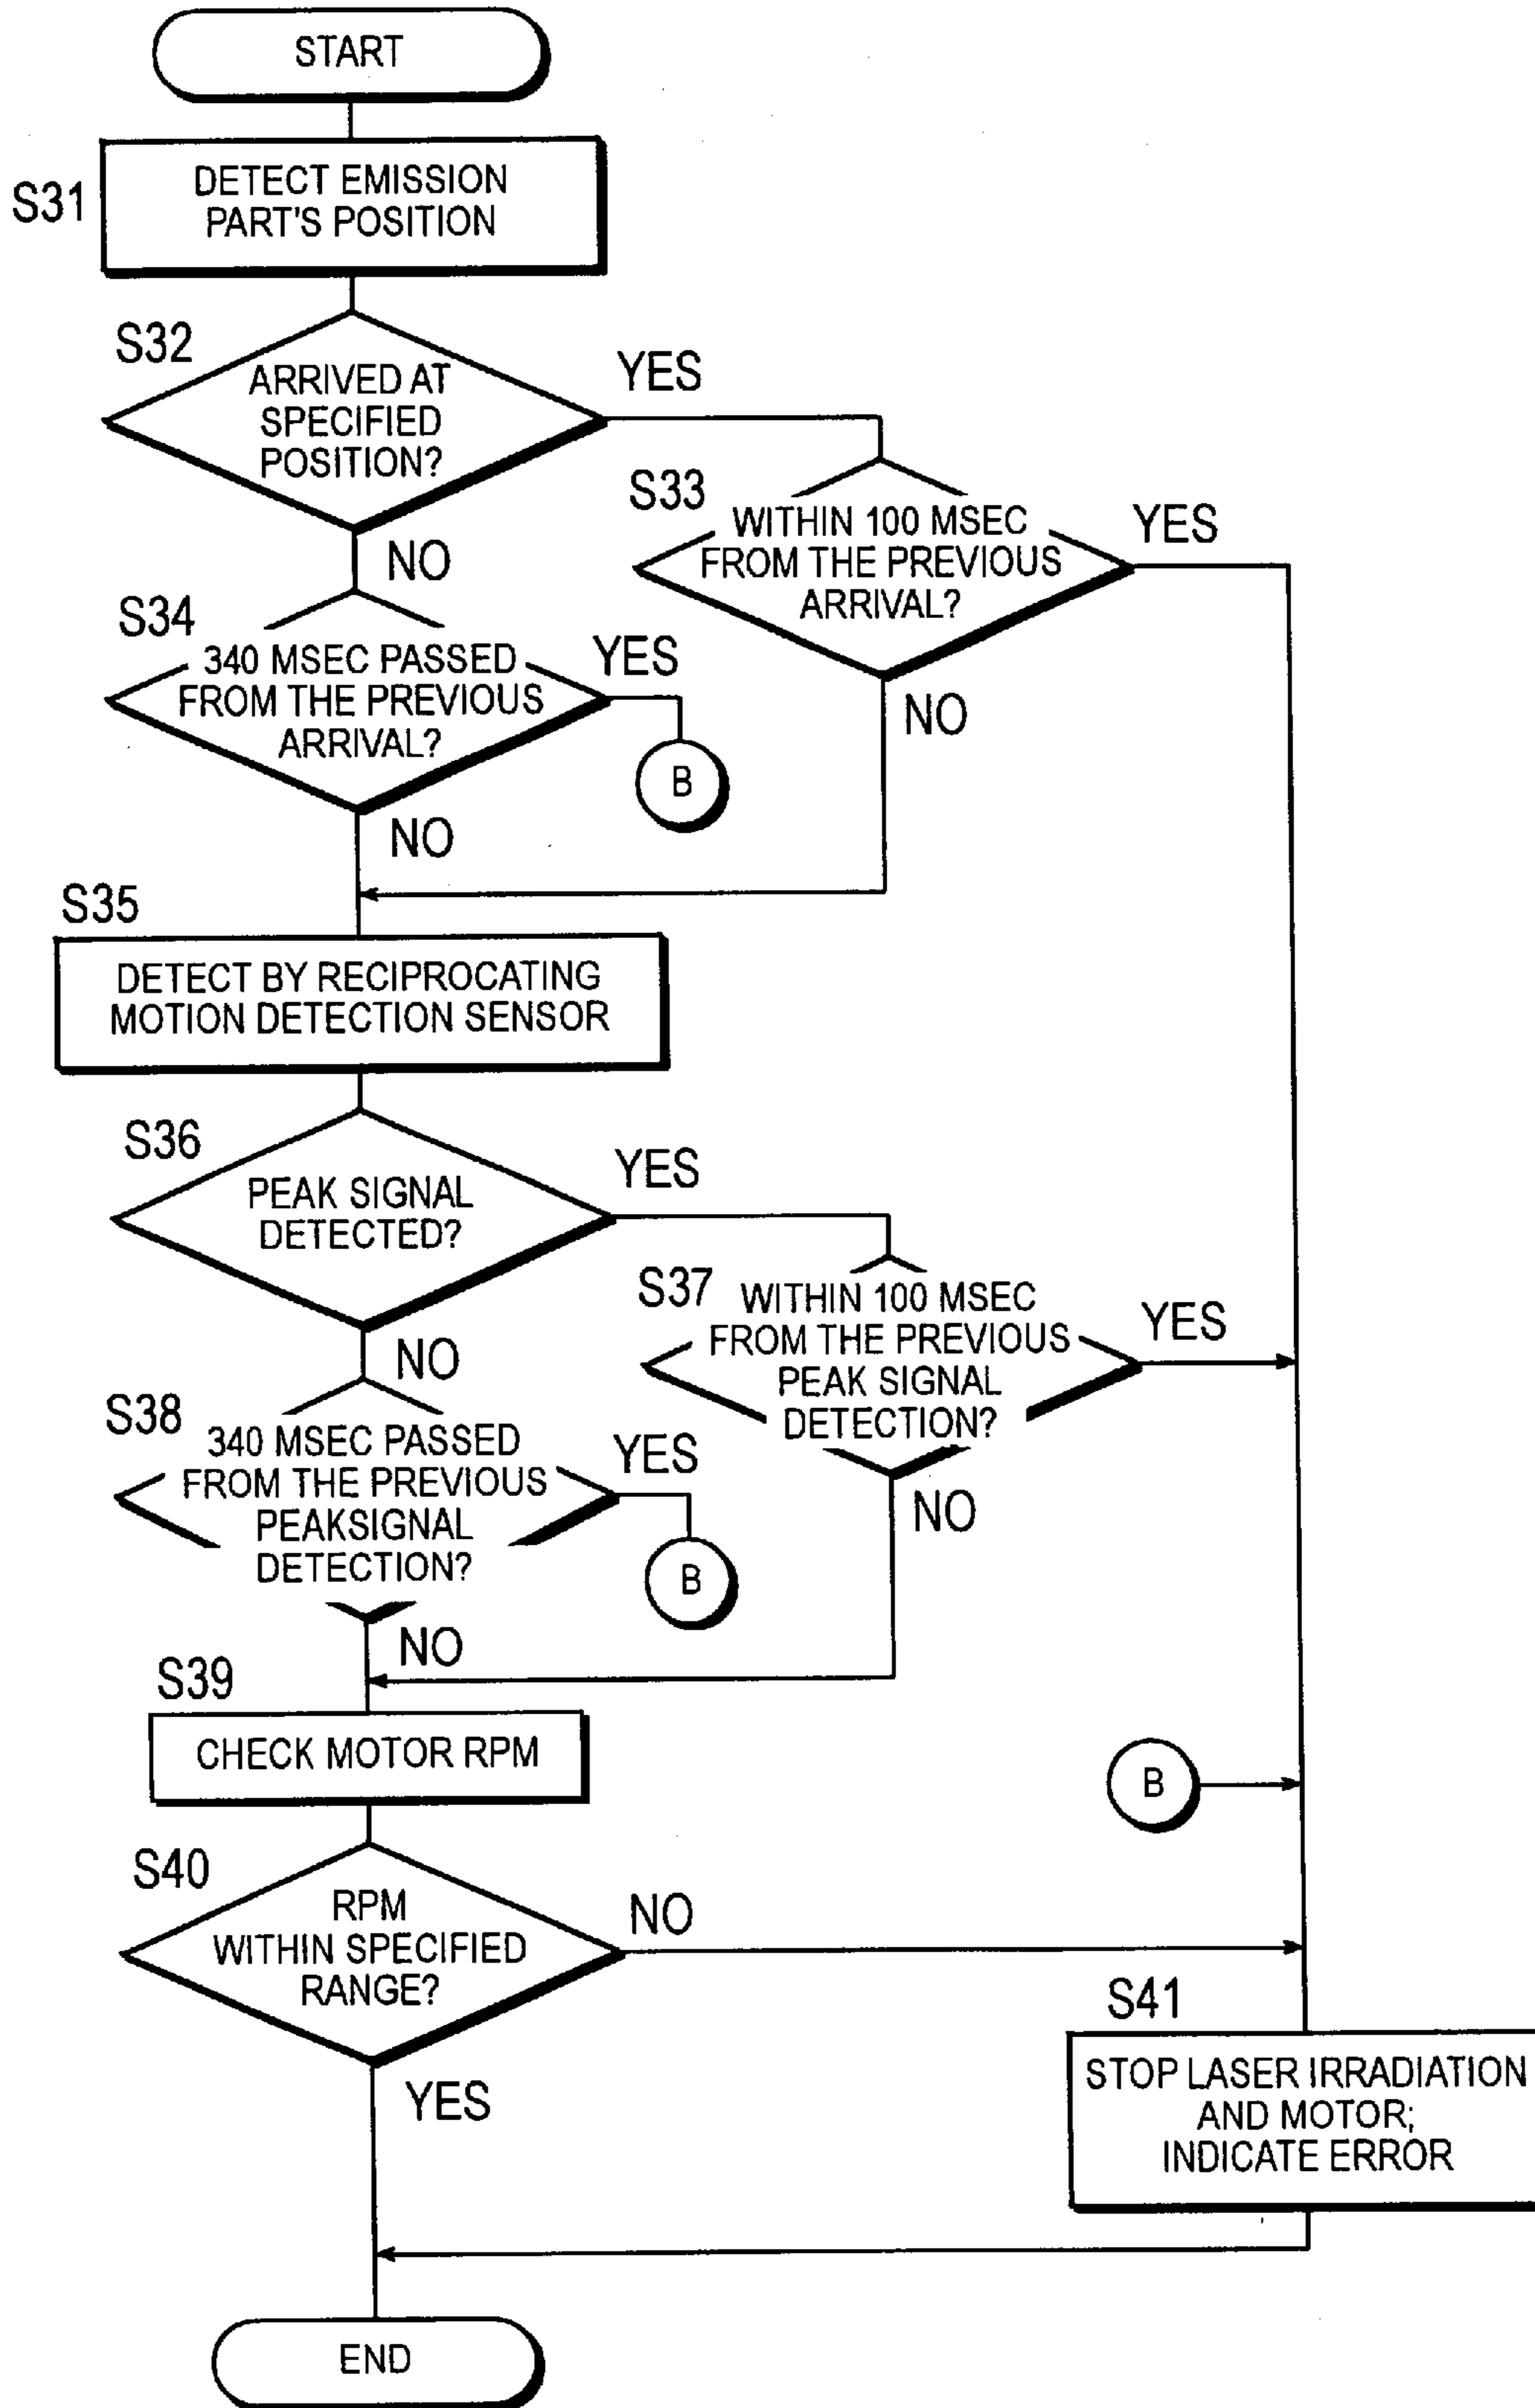 START
S31
DETECT EMISSION
PART'S POSITION
S32
ARRIVED AT
SPECIFIED
POSITION?
YES
NO
S33
WITHIN 100 MSEC
FROM THE PREVIOUS
ARRIVAL?
YES
NO
S34
340 MSEC PASSED
FROM THE PREVIOUS
ARRIVAL?
YES
B
NO
S35
DETECT BY RECIPROCATING
MOTION DETECTION SENSOR
S36
PEAK SIGNAL
DETECTED?
YES
NO
S37
WITHIN 100 MSEC
FROM THE PREVIOUS
PEAK SIGNAL
DETECTION?
YES
NO
S38
340 MSEC PASSED
FROM THE PREVIOUS
PEAKSIGNAL
DETECTION?
YES
B
NO
S39
CHECK MOTOR RPM
B
S40
RPM
WITHIN SPECIFIED
RANGE?
NO
YES
S41
STOP LASER IRRADIATION
AND MOTOR;
INDICATE ERROR
END